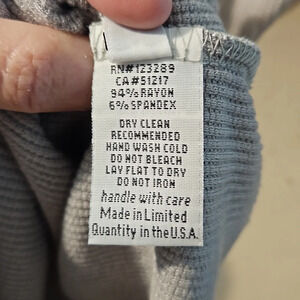 RN#123289
CA#51217
94% RAYON
6% SPANDEX
DRY CLEAN
RECOMMENDED
HAND WASH COLD
DO NOT BLEACH
LAY FLAT TO DRY
DO NOT IRON
handle with care
Made in Limited
Quantity in the U.S.A.